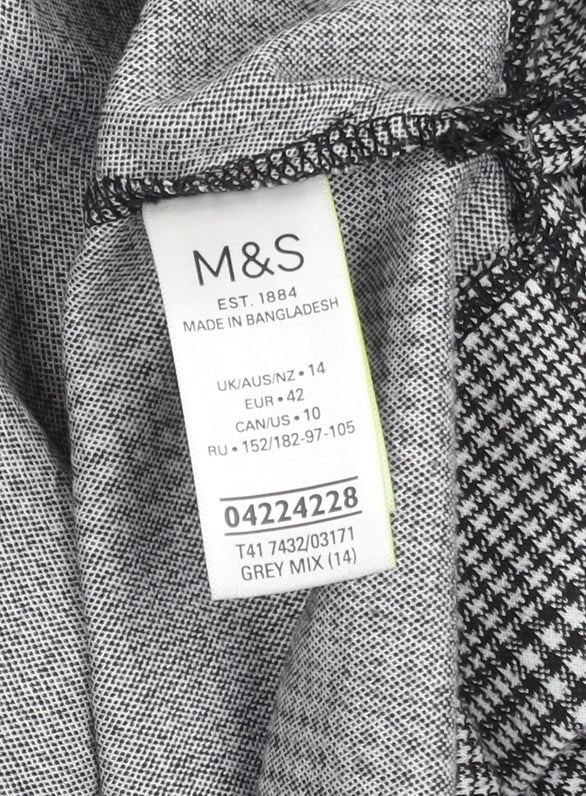 M&S
EST. 1884
MADE IN BANGLADESH
UK/AUS/NZ • 14
EUR • 42
CAN/US • 10
RU • 152/182-97-105
04224228
T41 7432/03171
GREY MIX (14)